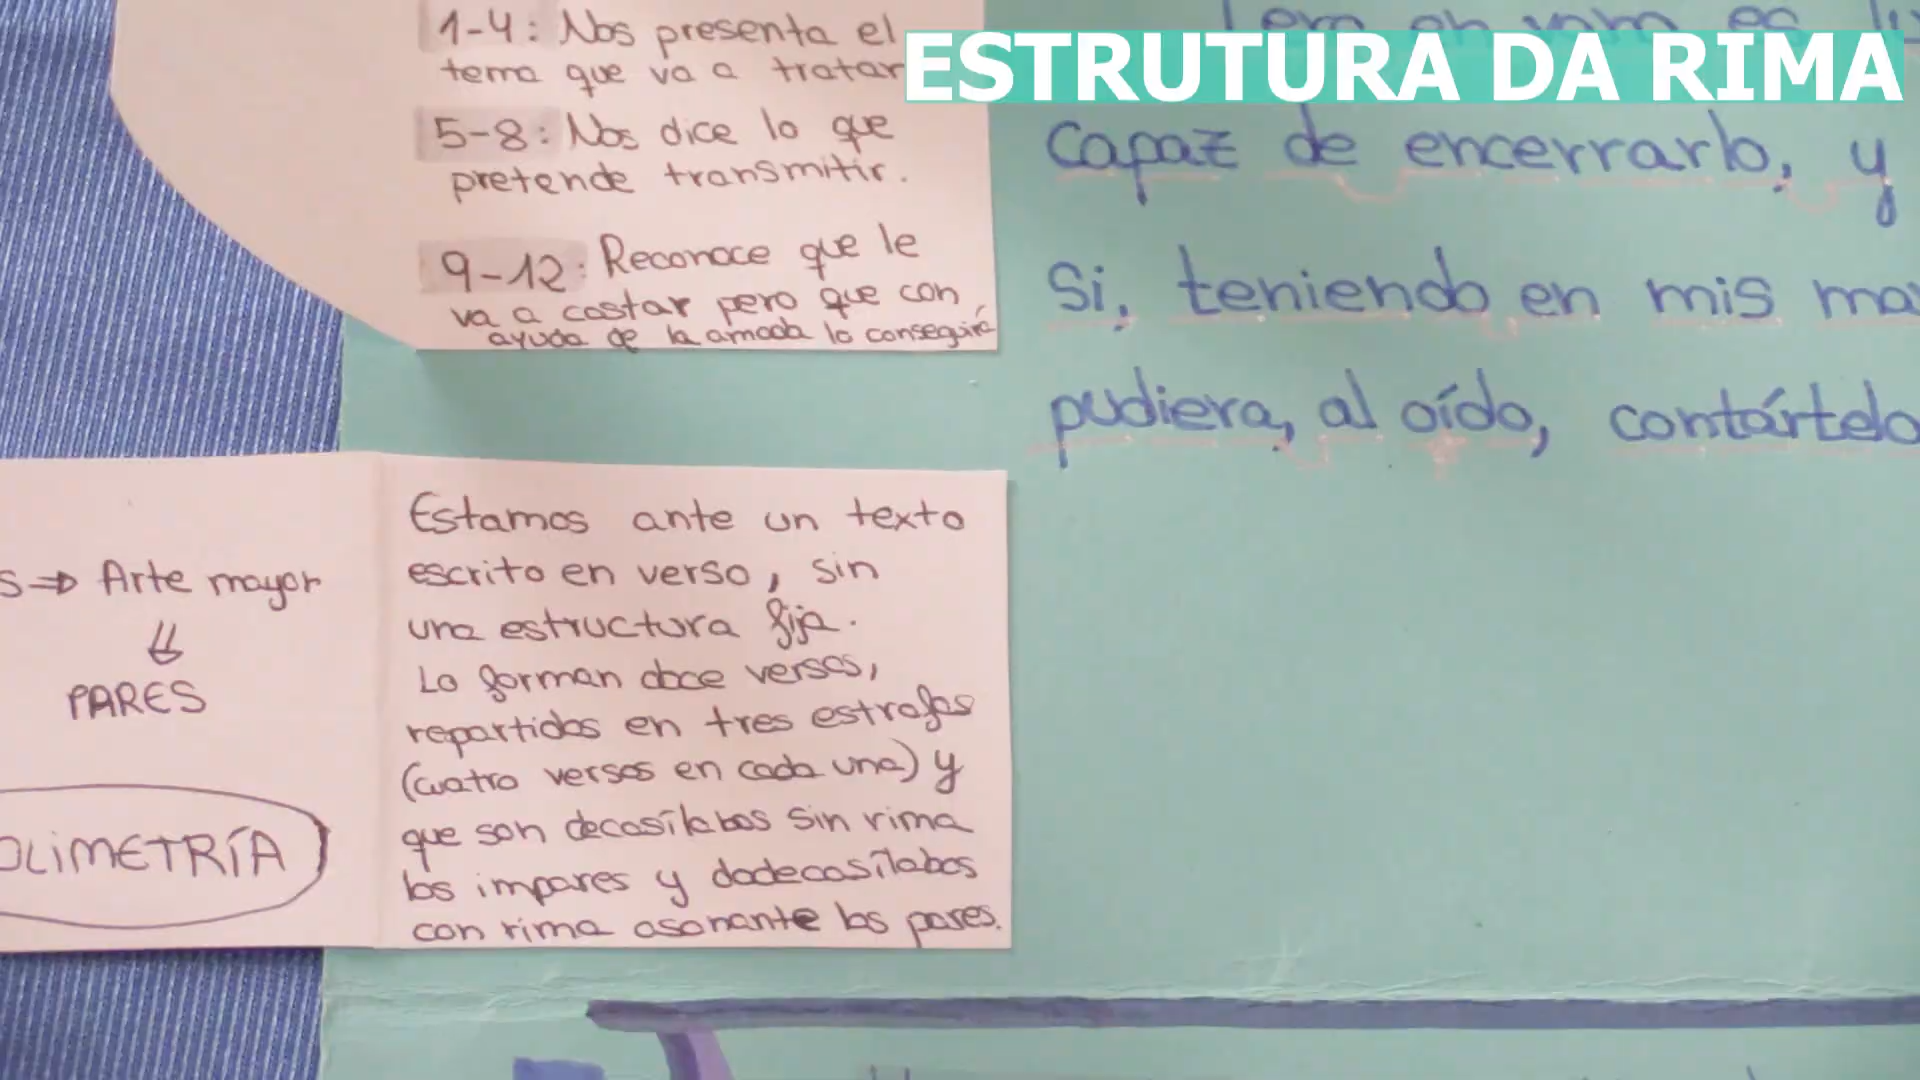 ESTRUTURA DA RIMA
1-4: Nos presenta el
tema que va a tratar
5-8: Nos dice lo que
pretende transmitir.
9-12: Reconoce que le
va a costar pero que con
ayuda de la amada lo conseguirá
es
capaz de encerrarlo, y
Si, teniendo en mis
pudiera, al oído, contártelo
S⇒ Arte mayor
⇓
PARES
OLIMETRÍA
Estamos ante un texto
escrito en verso, sin
una estructura fija.
Lo forman doce versos,
repartidos en tres estrofas
(cuatro versos en cada una) y
que son decasílabos sin rima
los impares y dodecasílabos
con rima asonante los pares.